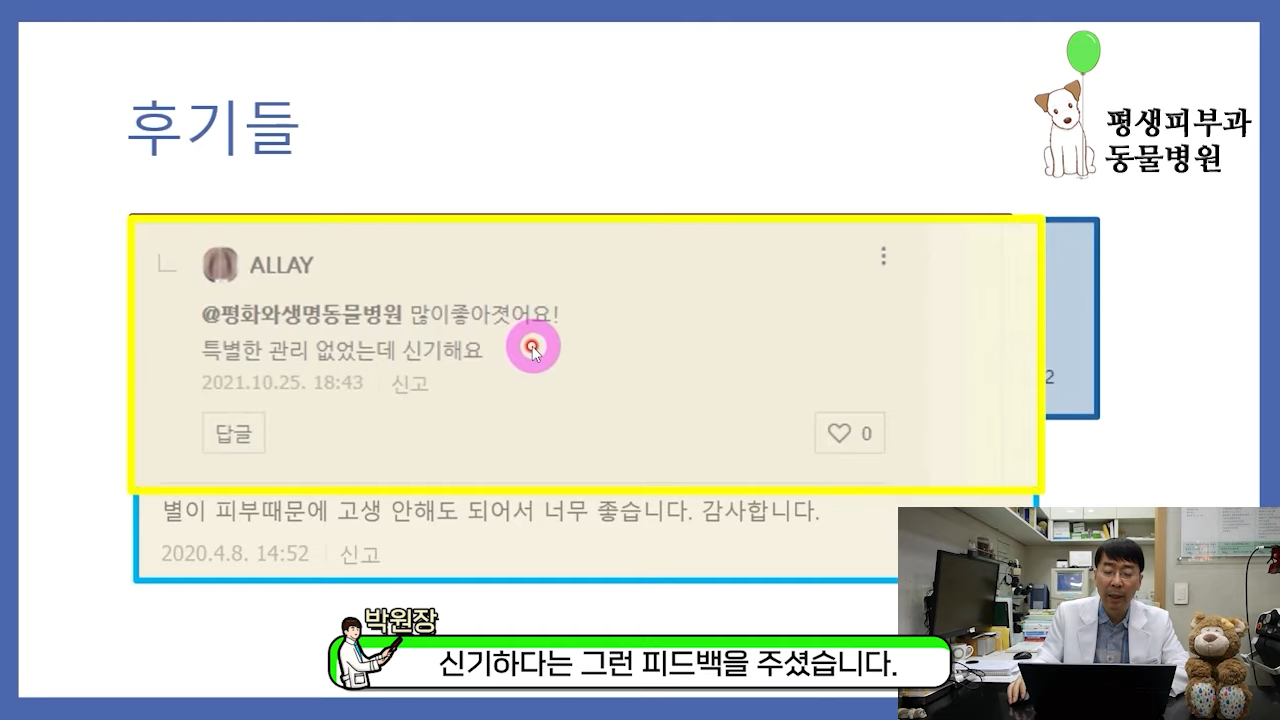 후기들
평생피부과
동물병원
ALLAY
@평화와생명동물병원 많이좋아졋어요!
특별한 관리 없었는데 신기해요
2021.10.25. 18:43 신고
답글
0
2
별이 피부때문에 고생 안해도 되어서 너무 좋습니다. 감사합니다.
2020.4.8. 14:52 신고
박원장
신기하다는 그런 피드백을 주셨습니다.